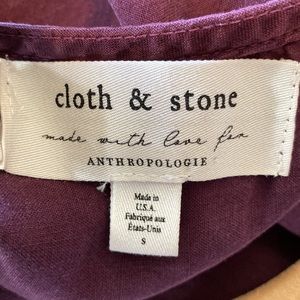 cloth & stone
made with love for
ANTHROPOLOGIE
Made in
U.S.A.
Fabriqué aux
États-Unis
S